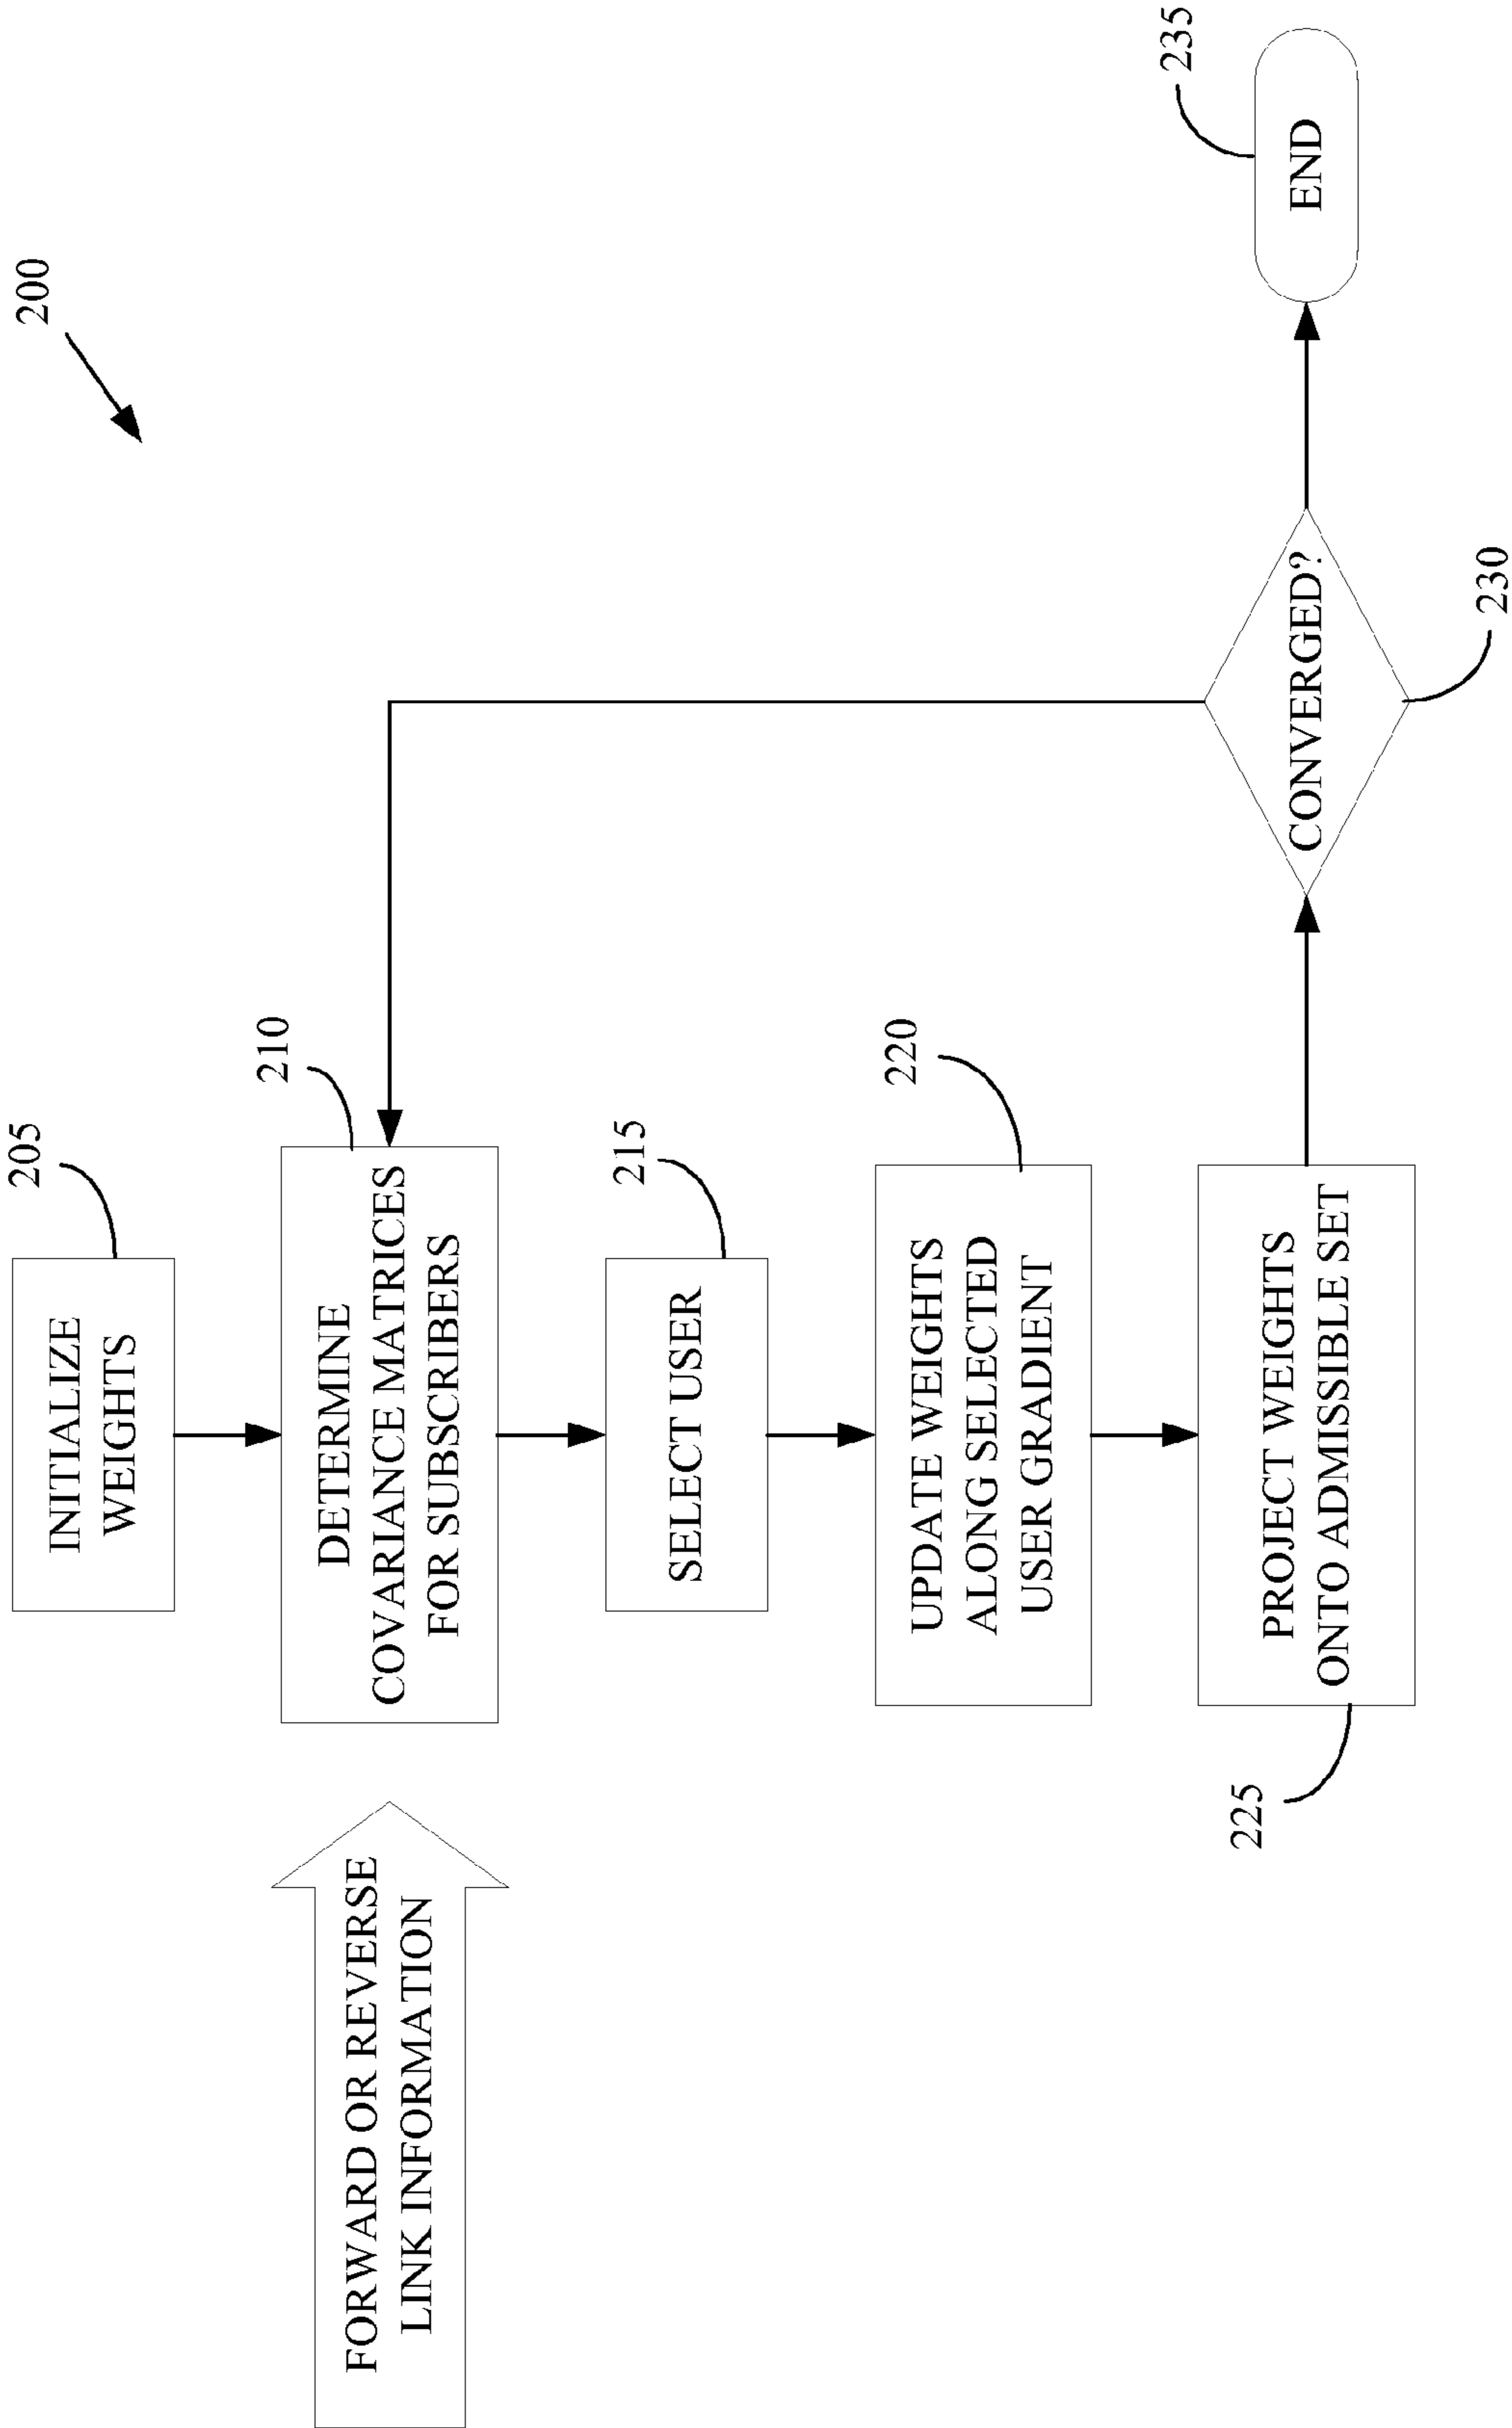 200
205
INITIALIZE
WEIGHTS
FORWARD OR REVERSE
LINK INFORMATION
210
DETERMINE
COVARIANCE MATRICES
FOR SUBSCRIBERS
215
SELECT USER
220
UPDATE WEIGHTS
ALONG SELECTED
USER GRADIENT
225
PROJECT WEIGHTS
ONTO ADMISSIBLE SET
CONVERGED?
230
235
END